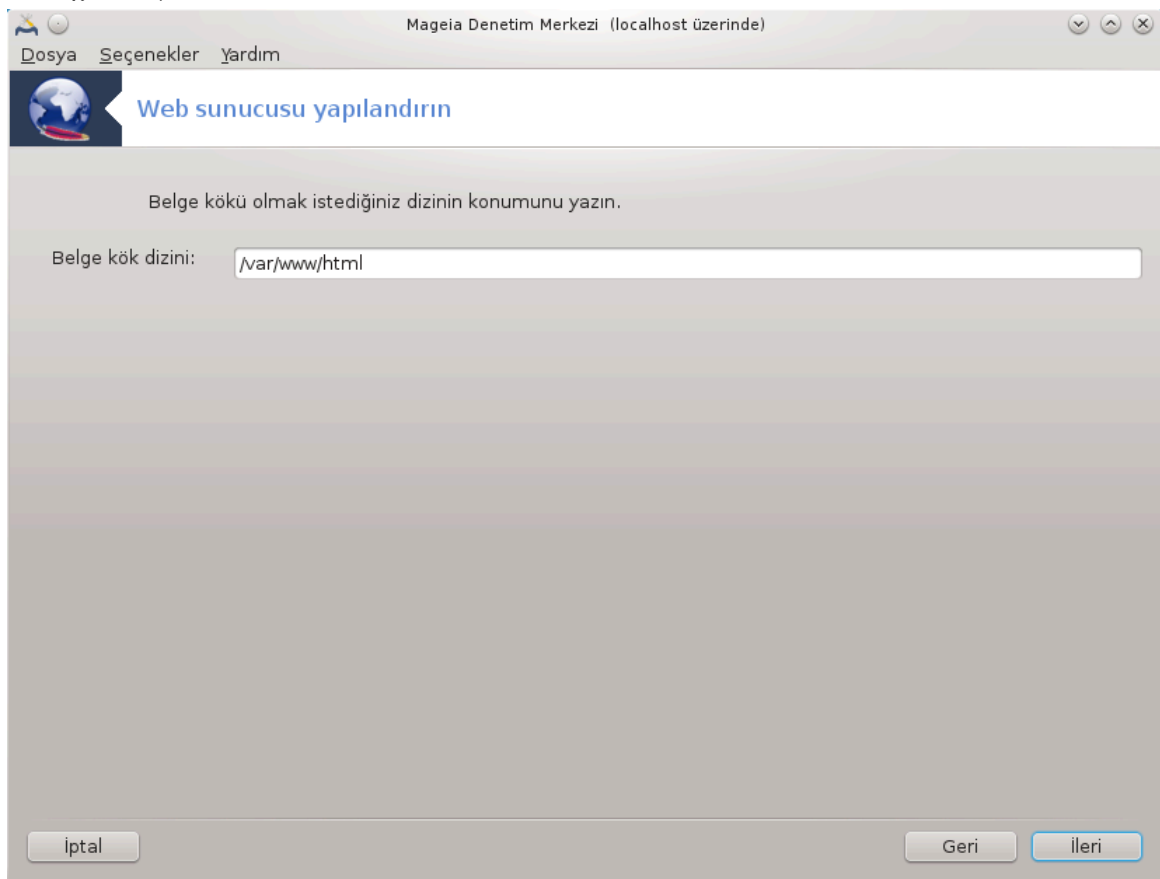 Mageia Denetim Merkezi (localhost üzerinde)
Dosya Seçenekler Yardım
Web sunucusu yapılandırın
Belge kökü olmak istediğiniz dizinin konumunu yazın.
Belge kök dizini: /var/www/html
İptal Geri İleri